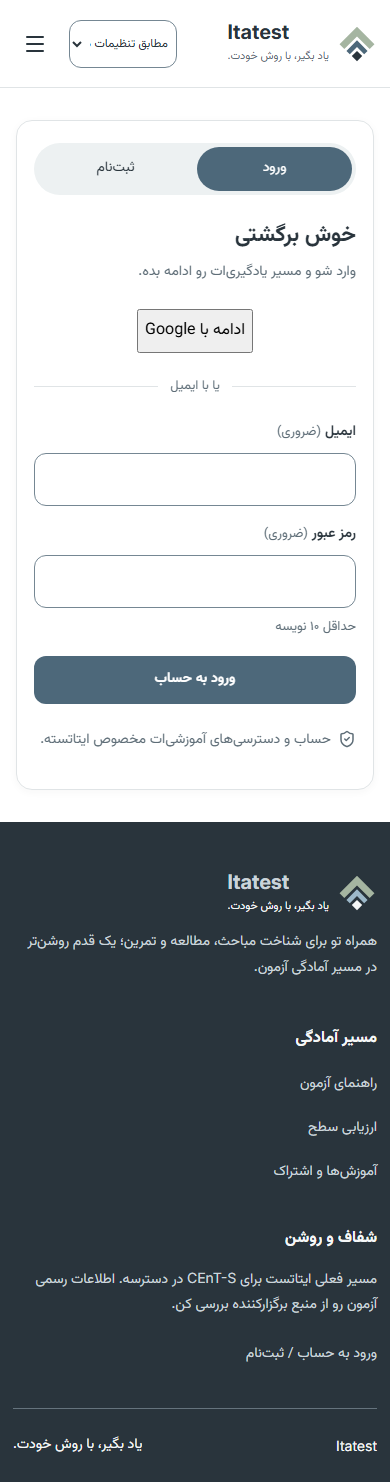 Itatest
یاد بگیر، با روش خودت.
مطابق تنظیمات
ورود
ثبت‌نام
خوش برگشتی
وارد شو و مسیر یادگیری‌ات رو ادامه بده.
ادامه با Google
یا با ایمیل
ایمیل (ضروری)
رمز عبور (ضروری)
حداقل ۱۰ نویسه
ورود به حساب
حساب و دسترسی‌های آموزشی‌ات مخصوص ایتاتسته.
Itatest
یاد بگیر، با روش خودت.
همراه تو برای شناخت مباحث، مطالعه و تمرین؛ یک قدم روشن‌تر
در مسیر آمادگی آزمون.
مسیر آمادگی
راهنمای آزمون
ارزیابی سطح
آموزش‌ها و اشتراک
شفاف و روشن
مسیر فعلی ایتاتست برای CEnT-S در دسترسه. اطلاعات رسمی
آزمون رو از منبع برگزارکننده بررسی کن.
ورود به حساب / ثبت‌نام
Itatest
یاد بگیر، با روش خودت.